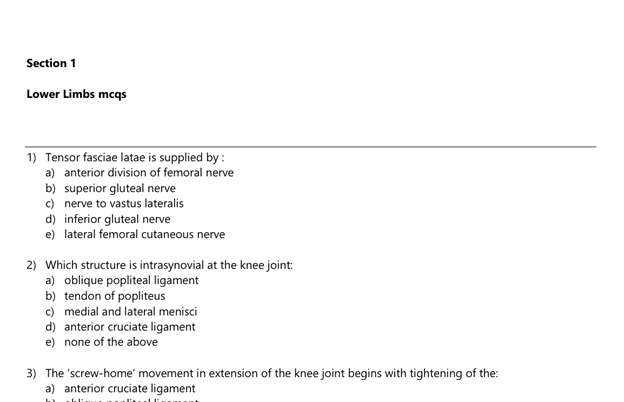 Section 1
Lower Limbs mcqs
1) Tensor fasciae latae is supplied by :
a) anterior division of femoral nerve
b) superior gluteal nerve
c) nerve to vastus lateralis
d) inferior gluteal nerve
e) lateral femoral cutaneous nerve
2) Which structure is intrasynovial at the knee joint:
a) oblique popliteal ligament
b) tendon of popliteus
c) medial and lateral menisci
d) anterior cruciate ligament
e) none of the above
3) The ‘screw-home’ movement in extension of the knee joint begins with tightening of the:
a) anterior cruciate ligament